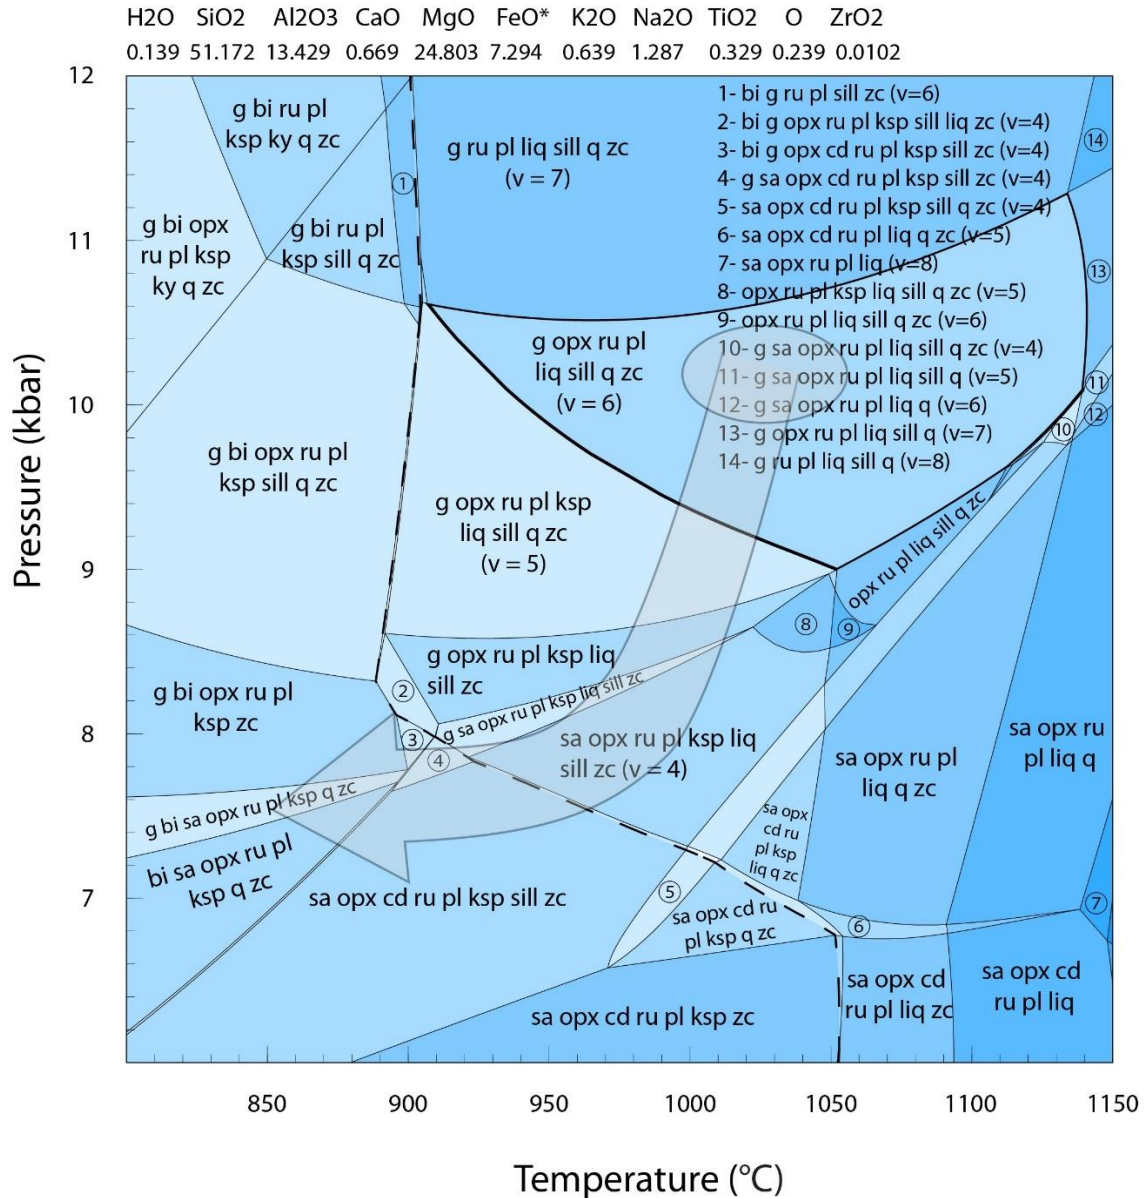 H2O SiO2 Al2O3 CaO MgO FeO* K2O Na2O TiO2 O ZrO2
0.139 51.172 13.429 0.669 24.803 7.294 0.639 1.287 0.329 0.239 0.0102
12
11
10
9
8
7
Pressure (kbar)
g bi ru pl
ksp ky q zc
g bi opx
ru pl ksp
ky q zc
g bi ru pl
ksp sill q zc
1
g ru pl liq sill q zc
(v = 7)
1- bi g ru pl sill zc (v=6)
2- bi g opx ru pl ksp sill liq zc (v=4)
3- bi g opx cd ru pl ksp sill zc (v=4)
4- g sa opx cd ru pl ksp sill zc (v=4)
5- sa opx cd ru pl ksp sill q zc (v=4)
6- sa opx cd ru pl liq q zc (v=5)
7- sa opx ru pl liq (v=8)
8- opx ru pl ksp liq sill q zc (v=5)
9- opx ru pl liq sill q zc (v=6)
10- g sa opx ru pl liq sill q zc (v=4)
11- g sa opx ru pl liq sill q (v=5)
12- g sa opx ru pl liq q (v=6)
13- g opx ru pl liq sill q (v=7)
14- g ru pl liq sill q (v=8)
14
13
11
12
10
g opx ru pl
liq sill q zc
(v = 6)
g bi opx ru pl
ksp sill q zc
g opx ru pl ksp
liq sill q zc
(v = 5)
opx ru pl liq sill q zc
8
9
g opx ru pl ksp liq
sill zc
g bi opx ru pl
ksp zc
2
3
4
g sa opx ru pl ksp liq sill zc
sa opx ru pl ksp liq
sill zc (v = 4)
sa opx ru pl
liq q zc
sa opx ru
pl liq q
g bi sa opx ru pl ksp q zc
bi sa opx ru pl
ksp q zc
sa opx cd ru pl ksp sill zc
sa opx
cd ru
pl ksp
liq q zc
5
sa opx cd ru
pl ksp q zc
6
7
sa opx cd ru pl ksp zc
sa opx cd
ru pl liq zc
sa opx cd
ru pl liq
850 900 950 1000 1050 1100 1150
Temperature (°C)